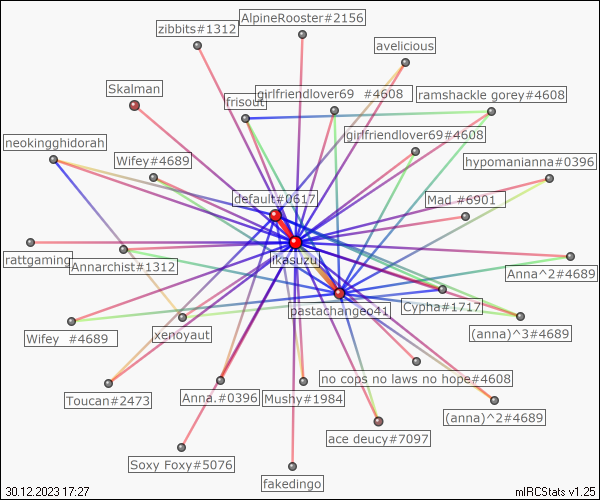 AlpineRooster#2156
zibbits#1312
avelicious
Skalman
girlfriendlover69 #4608
ramshackle gorey#4608
frisout
neokingghidorah
girlfriendlover69#4608
Wifey#4689
hypomanianna#0396
default#0617
Mad #6901
rattgaming
Annarchist#1312
ikasuzu
Anna^2#4689
pastachangeo41
Cypha#1717
Wifey #4689
xenoyaut
(anna)^3#4689
no cops no laws no hope#4608
Toucan#2473
Anna.#0396
Mushy#1984
(anna)^2#4689
ace deucy#7097
Soxy Foxy#5076
fakedingo
30.12.2023 17:27
mIRCStats v1.25